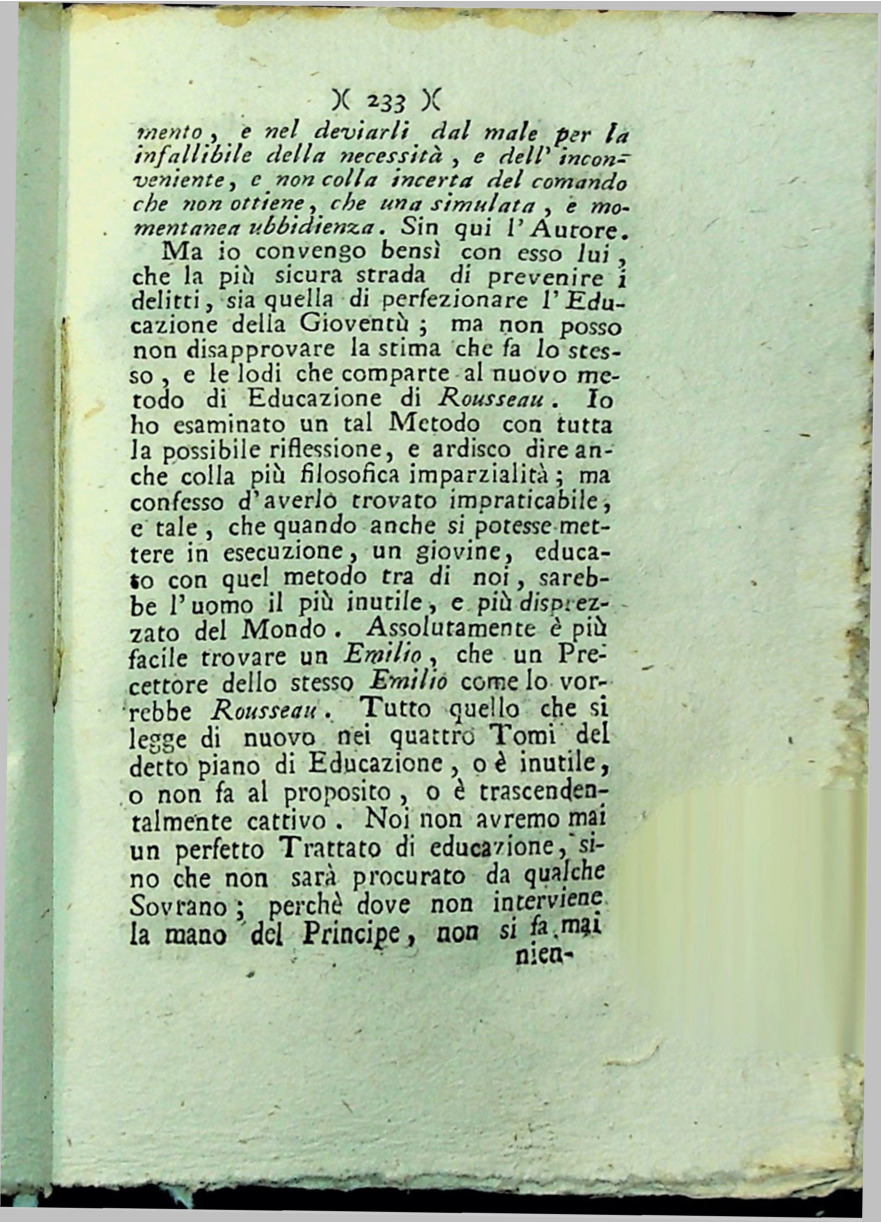 )( 233 )(
mento, e nel deviarli dal male per la
infallibile della necessità, e dell' incon-
veniente, e non colla incerta del comando
che non ottiene, che una simulata, e mo-
mentanea ubbidienza. Sin qui l'Autore.
Ma io convengo bensì con esso lui,
che la più sicura strada di prevenire i
delitti, sia quella di perfezionare l'Edu-
cazione della Gioventù; ma non posso
non disapprovare la stima che fa lo stes-
so, e le lodi che comparte al nuovo me-
todo di Educazione di Rousseau. Io
ho esaminato un tal Metodo con tutta
la possibile riflessione, e ardisco dire an-
che colla più filosofica imparzialità; ma
confesso d'averlo trovato impraticabile,
e tale, che quando anche si potesse met-
tere in esecuzione, un giovine, educa-
to con quel metodo tra di noi, sareb-
be l'uomo il più inutile, e più disprez-
zato del Mondo. Assolutamente è più
facile trovare un Emilio, che un Pre-
cettore dello stesso Emilio come lo vor-
rebbe Rousseau. Tutto quello che si
legge di nuovo nei quattro Tomi del
detto piano di Educazione, o è inutile,
o non fa al proposito, o è trascenden-
talmente cattivo. Noi non avremo mai
un perfetto Trattato di educazione, si-
no che non sarà procurato da qualche
Sovrano; perchè dove non interviene
la mano del Principe, non si fa mai
nien-